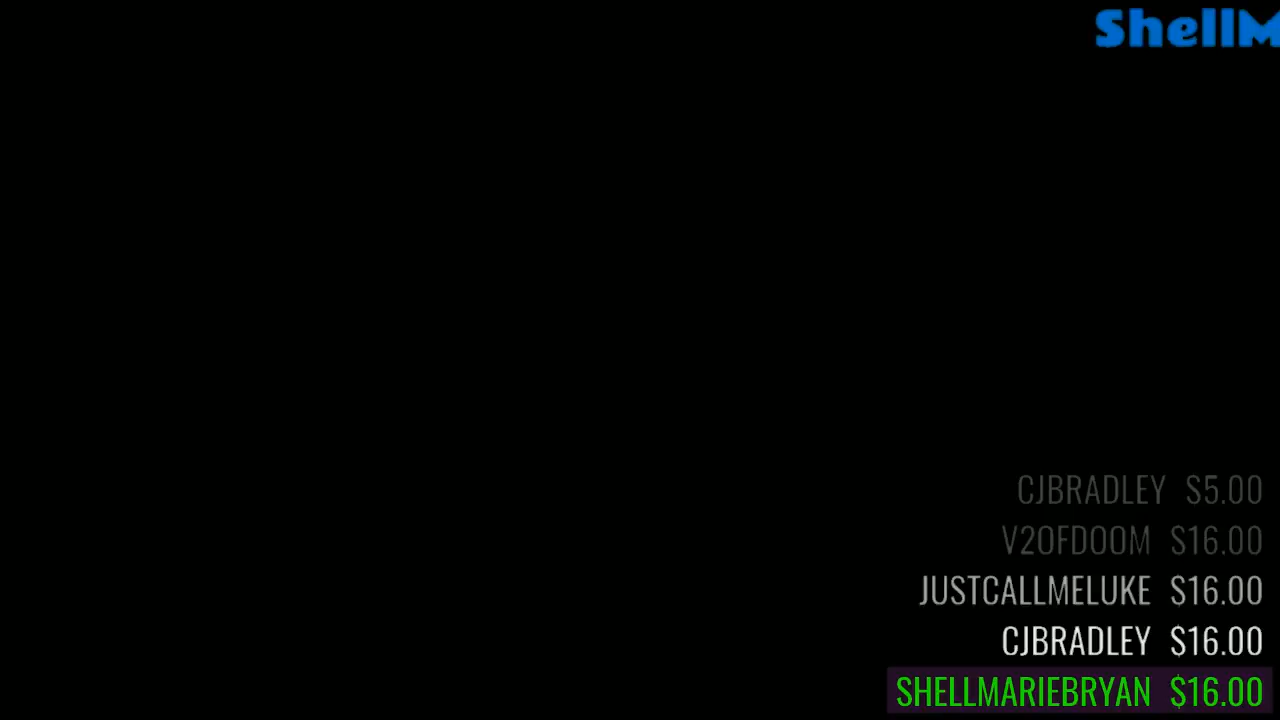 ShellM
CJBRADLEY $5.00
V2OFDOOM $16.00
JUSTCALLMELUKE $16.00
CJBRADLEY $16.00
SHELLMARIEBRYAN $16.00